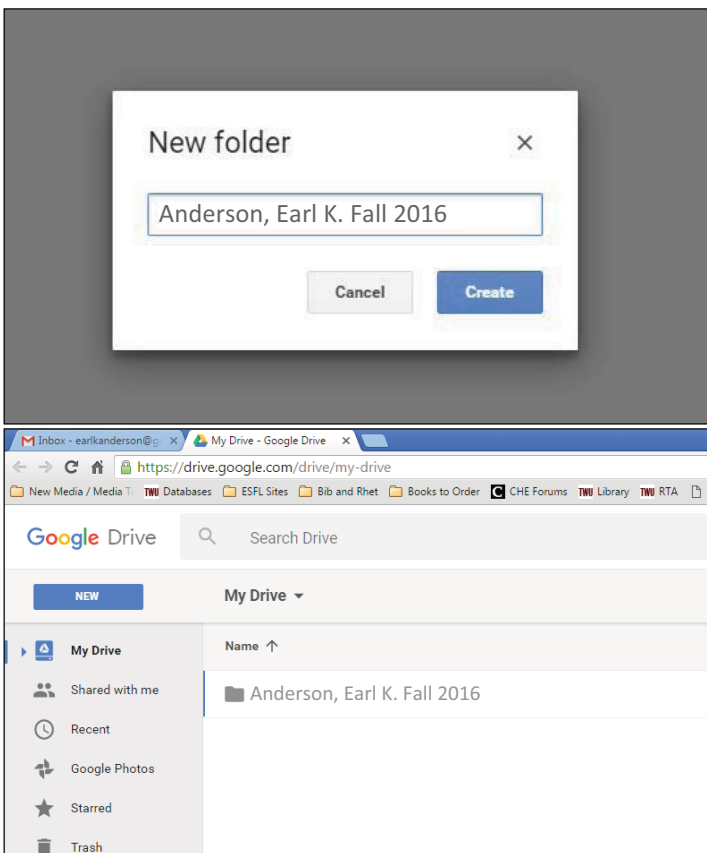 New folder
Anderson, Earl K. Fall 2016
Cancel Create
Inbox - earlkanderson@g My Drive - Google Drive
https://drive.google.com/drive/my-drive
New Media / Media T TWU Databases ESFL Sites Bib and Rhet Books to Order C CHE Forums TWU Library TWU RTA
Google Drive Search Drive
NEW My Drive
My Drive Name
Shared with me Anderson, Earl K. Fall 2016
Recent
Google Photos
Starred
Trash